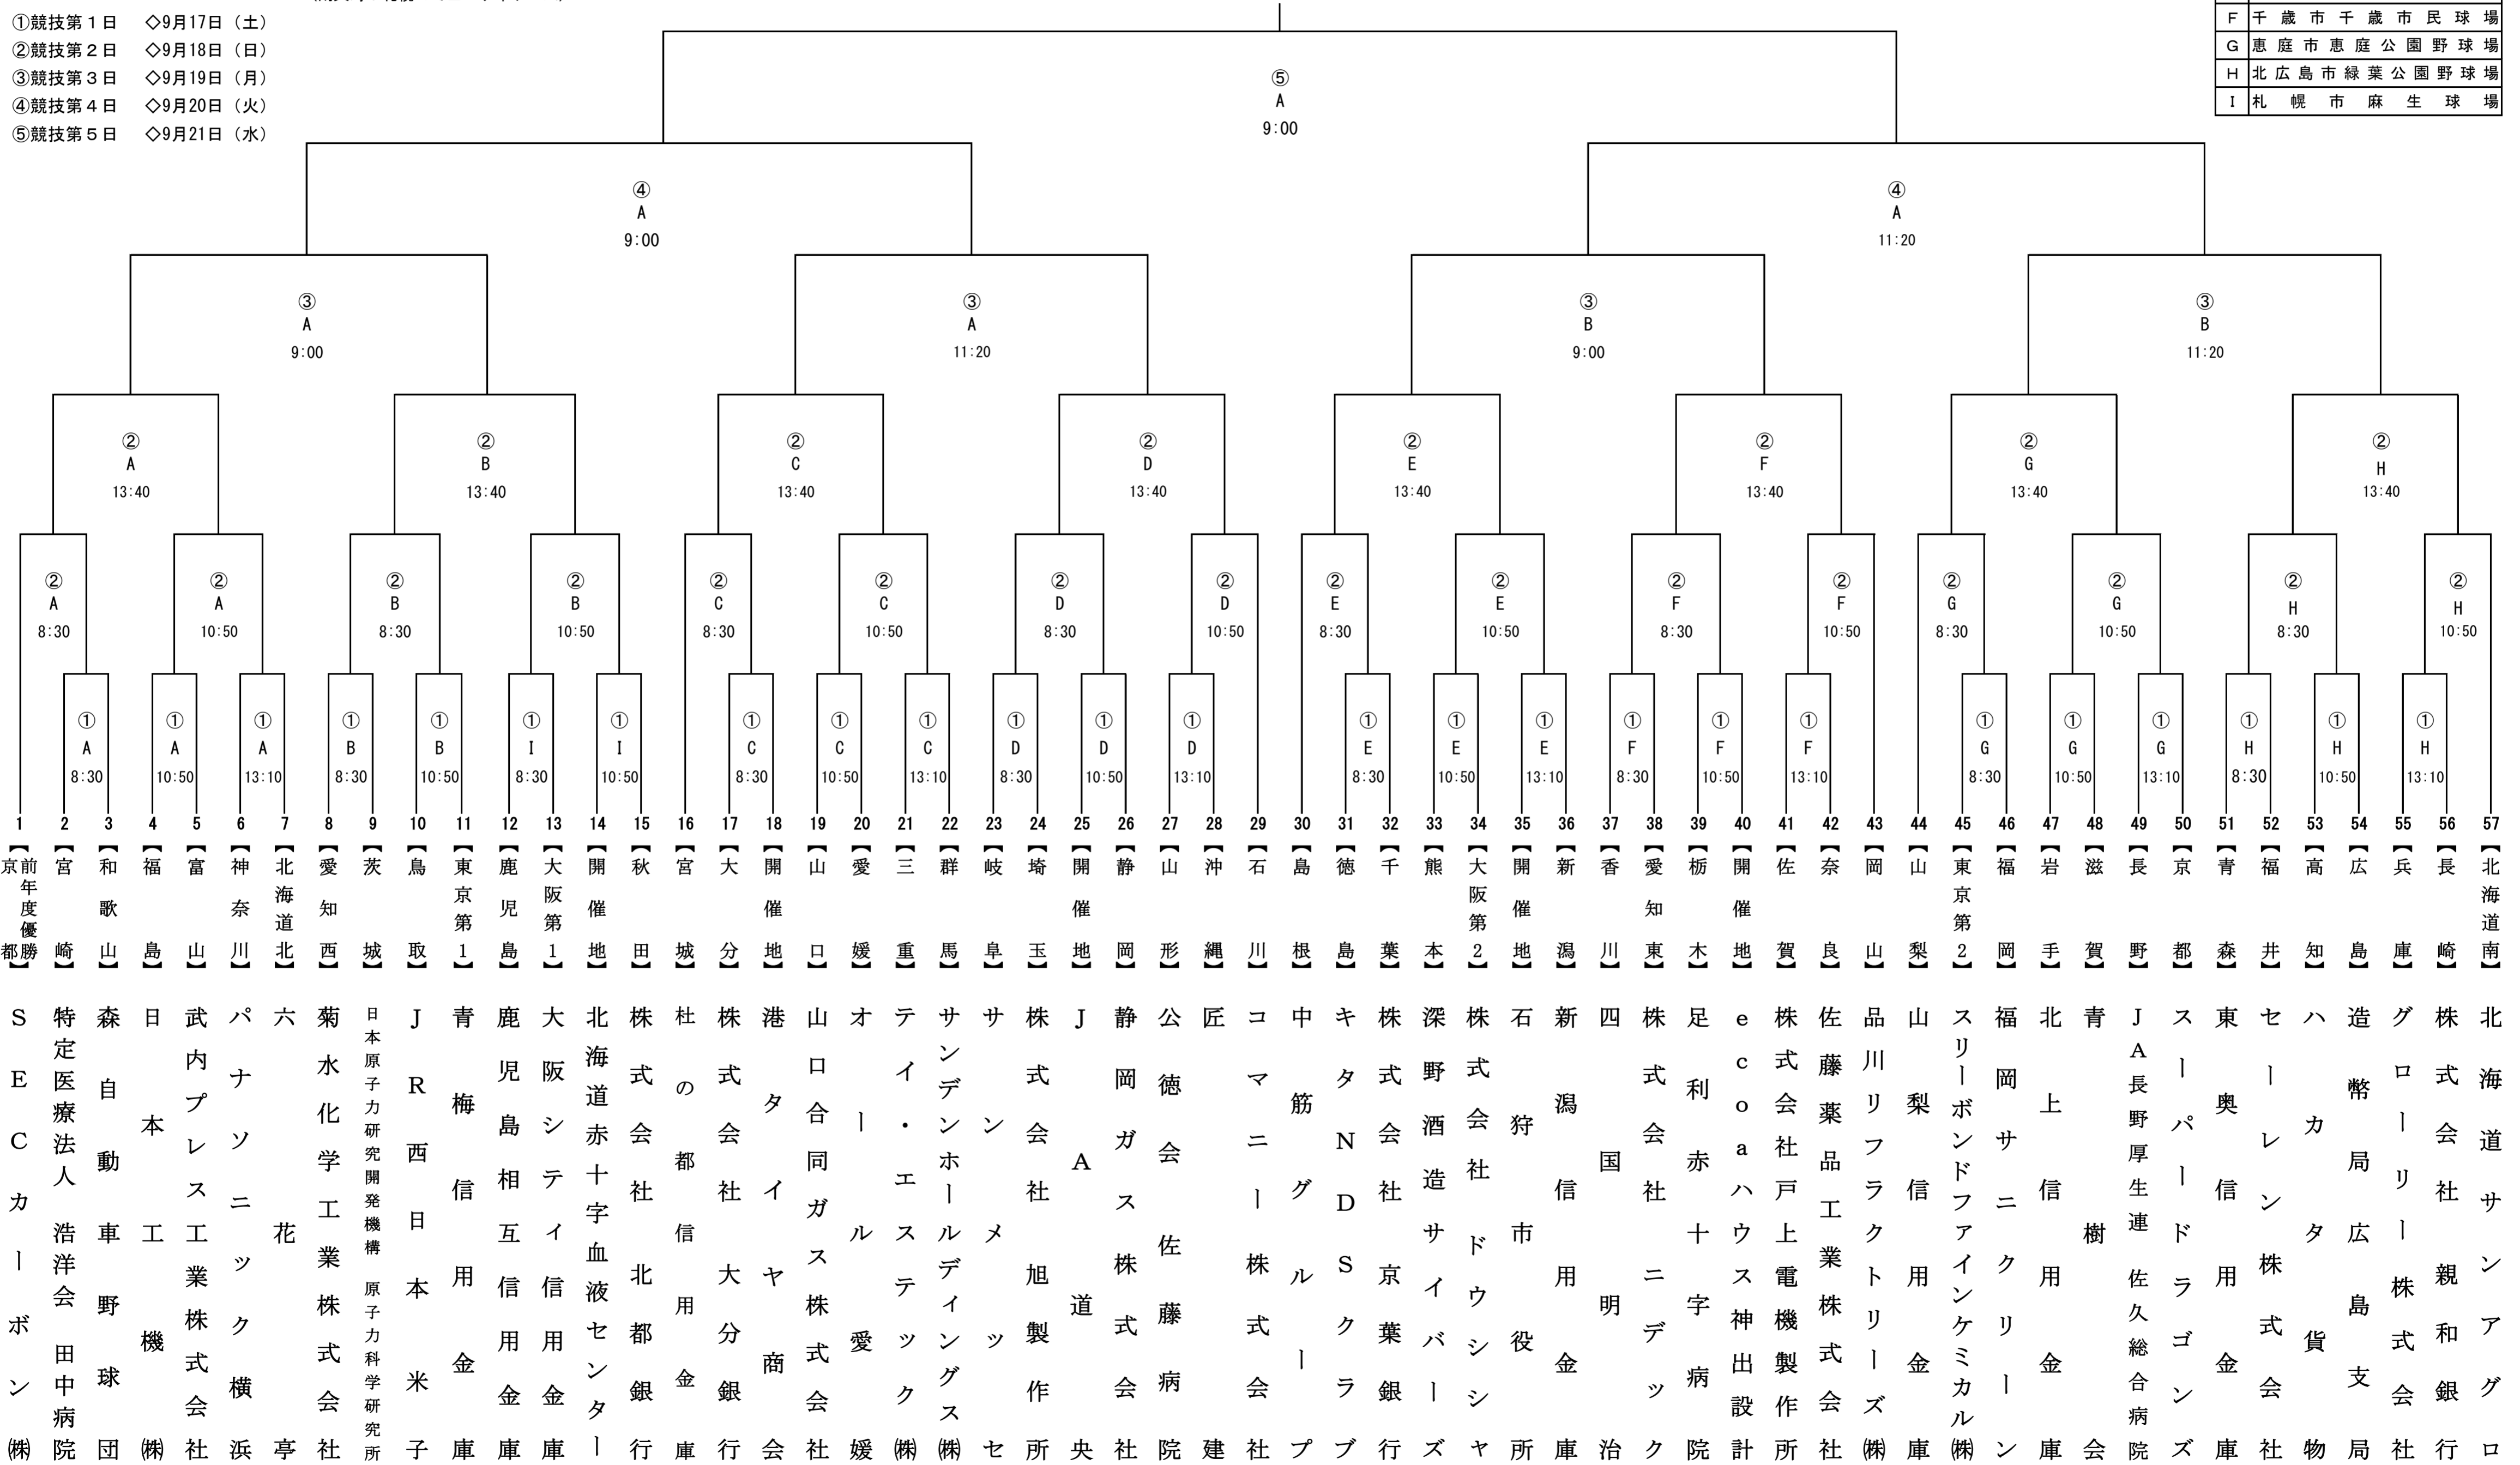 ①競技第１日　◇9月17日（土）
②競技第２日　◇9月18日（日）
③競技第３日　◇9月19日（月）
④競技第４日　◇9月20日（火）
⑤競技第５日　◇9月21日（水）
F 千歳市千歳市民球場
G 恵庭市恵庭公園野球場
H 北広島市緑葉公園野球場
I 札幌市麻生球場
⑤
A
9:00
④ ④
A A
9:00 11:20
③ ③ ③ ③
A A B B
9:00 11:20 9:00 11:20
② ② ② ② ② ② ② ②
A B C D E F G H
13:40 13:40 13:40 13:40 13:40 13:40 13:40 13:40
② ② ② ② ② ② ② ② ② ② ② ② ② ② ② ②
A A B B C C D D E E F F G G H H
8:30 10:50 8:30 10:50 8:30 10:50 8:30 10:50 8:30 10:50 8:30 10:50 8:30 10:50 8:30 10:50
① ① ① ① ① ① ① ① ① ① ① ① ① ① ① ① ① ① ① ① ① ① ① ① ①
A A A B B I I C C C D D D E E E F F F G G G H H H
8:30 10:50 13:10 8:30 10:50 8:30 10:50 8:30 10:50 13:10 8:30 10:50 13:10 8:30 10:50 13:10 8:30 10:50 13:10 8:30 10:50 13:10 8:30 10:50 13:10
1 【前年度優勝 京都】 ＳＥＣカーボン㈱
2 【宮崎】 特定医療法人 浩洋会 田中病院
3 【和歌山】 森自動車野球団
4 【福島】 日本工機㈱
5 【富山】 武内プレス工業株式会社
6 【神奈川】 パナソニック横浜
7 【北海道北】 六花亭
8 【愛知西】 菊水化学工業株式会社
9 【茨城】 日本原子力研究開発機構 原子力科学研究所
10 【鳥取】 ＪＲ西日本米子
11 【東京第1】 青梅信用金庫
12 【鹿児島】 鹿児島相互信用金庫
13 【大阪第1】 大阪シティ信用金庫
14 【開催地】 北海道赤十字血液センター
15 【秋田】 株式会社北都銀行
16 【宮城】 杜の都信用金庫
17 【大分】 株式会社大分銀行
18 【開催地】 港タイヤ商会
19 【山口】 山口合同ガス株式会社
20 【愛媛】 オール愛媛
21 【三重】 テイ・エステック㈱
22 【群馬】 サンデンホールディングス㈱
23 【岐阜】 サンメッセ
24 【埼玉】 株式会社旭製作所
25 【開催地】 ＪＡ道央
26 【静岡】 静岡ガス株式会社
27 【山形】 公徳会佐藤病院
28 【沖縄】 匠建
29 【石川】 コマニー株式会社
30 【島根】 中筋グループ
31 【徳島】 キタＮＤＳクラブ
32 【千葉】 株式会社京葉銀行
33 【熊本】 深野酒造サイバーズ
34 【大阪第2】 株式会社ドウシシャ
35 【開催地】 石狩市役所
36 【新潟】 新潟信用金庫
37 【香川】 四国明治
38 【愛知東】 株式会社ニデック
39 【栃木】 足利赤十字病院
40 【開催地】 ｅｃｏａハウス神出設計
41 【佐賀】 株式会社戸上電機製作所
42 【奈良】 佐藤薬品工業株式会社
43 【岡山】 品川リフラクトリーズ㈱
44 【山梨】 山梨信用金庫
45 【東京第2】 スリーボンドファインケミカル㈱
46 【福岡】 福岡サニクリーン
47 【岩手】 北上信用金庫
48 【滋賀】 青樹会
49 【長野】 ＪＡ長野厚生連 佐久総合病院
50 【京都】 スーパードラゴンズ
51 【青森】 東奥信用金庫
52 【福井】 セーレン株式会社
53 【高知】 ハカタ貨物
54 【広島】 造幣局広島支局
55 【兵庫】 グローリー株式会社
56 【長崎】 株式会社親和銀行
57 【北海道南】 北海道サンアグロ